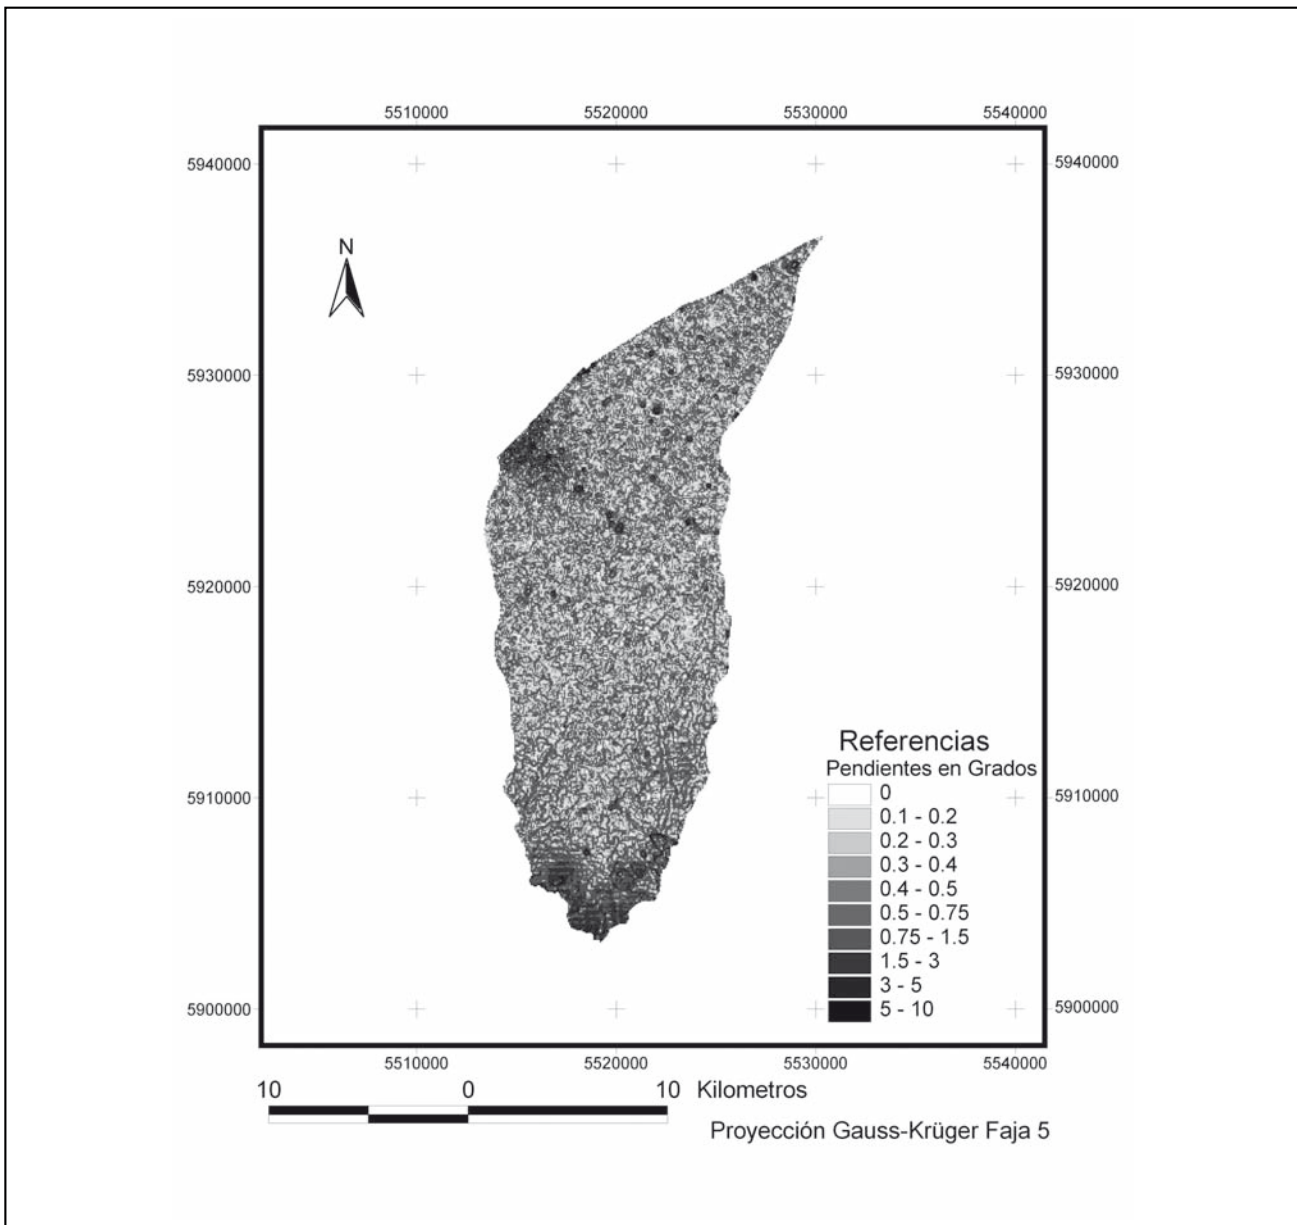 5510000 5520000 5530000 5540000
5940000 5940000
N
5930000 5930000
5920000 5920000
Referencias
Pendientes en Grados
0
5910000 5910000
0.1 - 0.2
0.2 - 0.3
0.3 - 0.4
0.4 - 0.5
0.5 - 0.75
0.75 - 1.5
1.5 - 3
3 - 5
5900000 5900000
5 - 10
5510000 5520000 5530000 5540000
10 0 10 Kilometros
Proyección Gauss-Krüger Faja 5